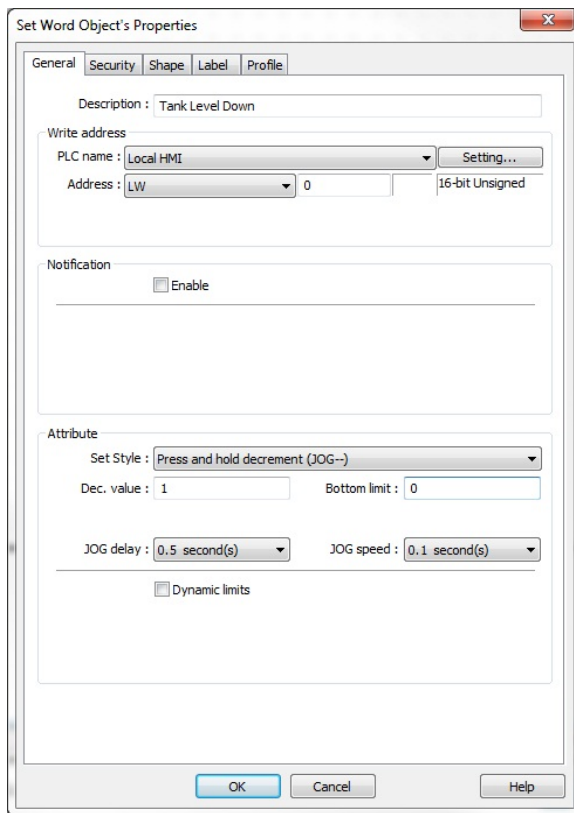 Set Word Object's Properties
General Security Shape Label Profile
Description : Tank Level Down
Write address
PLC name : Local HMI Setting...
Address : LW 0 16-bit Unsigned
Notification
Enable
Attribute
Set Style : Press and hold decrement (JOG--)
Dec. value : 1 Bottom limit : 0
JOG delay : 0.5 second(s) JOG speed : 0.1 second(s)
Dynamic limits
OK Cancel Help